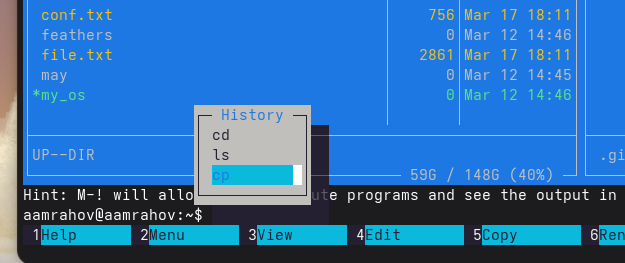 conf.txt 756 Mar 17 18:11
feathers 0 Mar 12 14:46
file.txt 2861 Mar 17 18:11
may 0 Mar 12 14:45
*my_os 0 Mar 12 14:46
History
cd
ls
cp
UP--DIR .gi
59G / 148G (40%)
Hint: M-! will allo te programs and see the output in
aamrahov@aamrahov:~$
1Help 2Menu 3View 4Edit 5Copy 6Ren